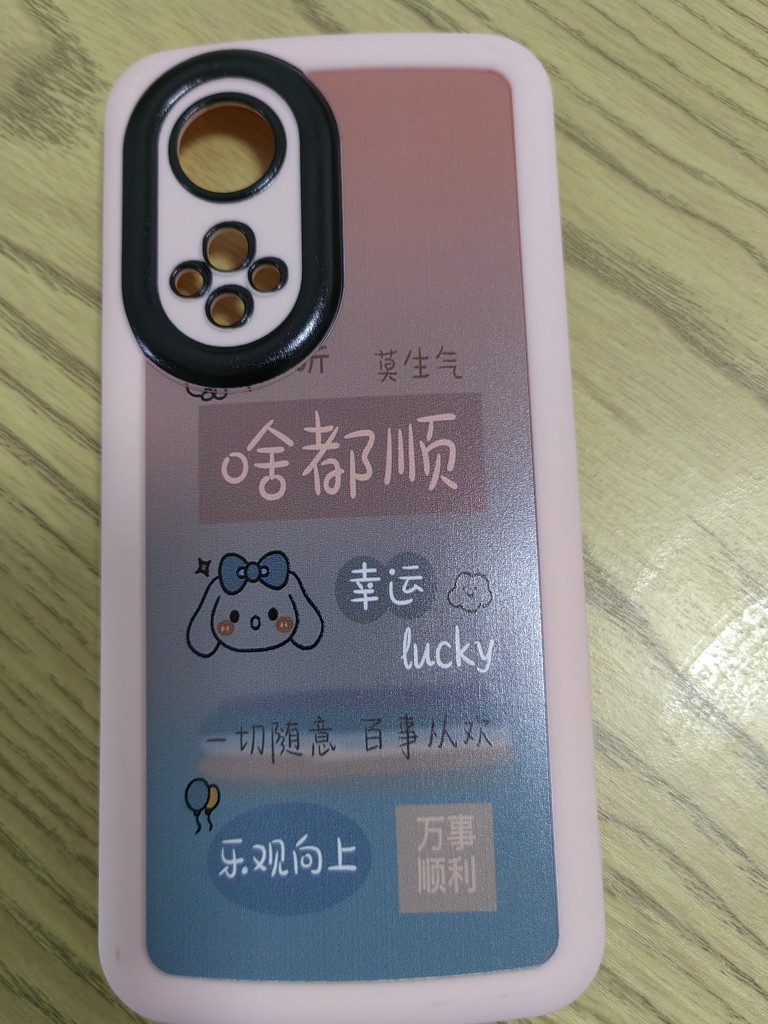 莫生气
啥都顺
幸运
lucky
一切随意 百事从欢
乐观向上
万事
顺利